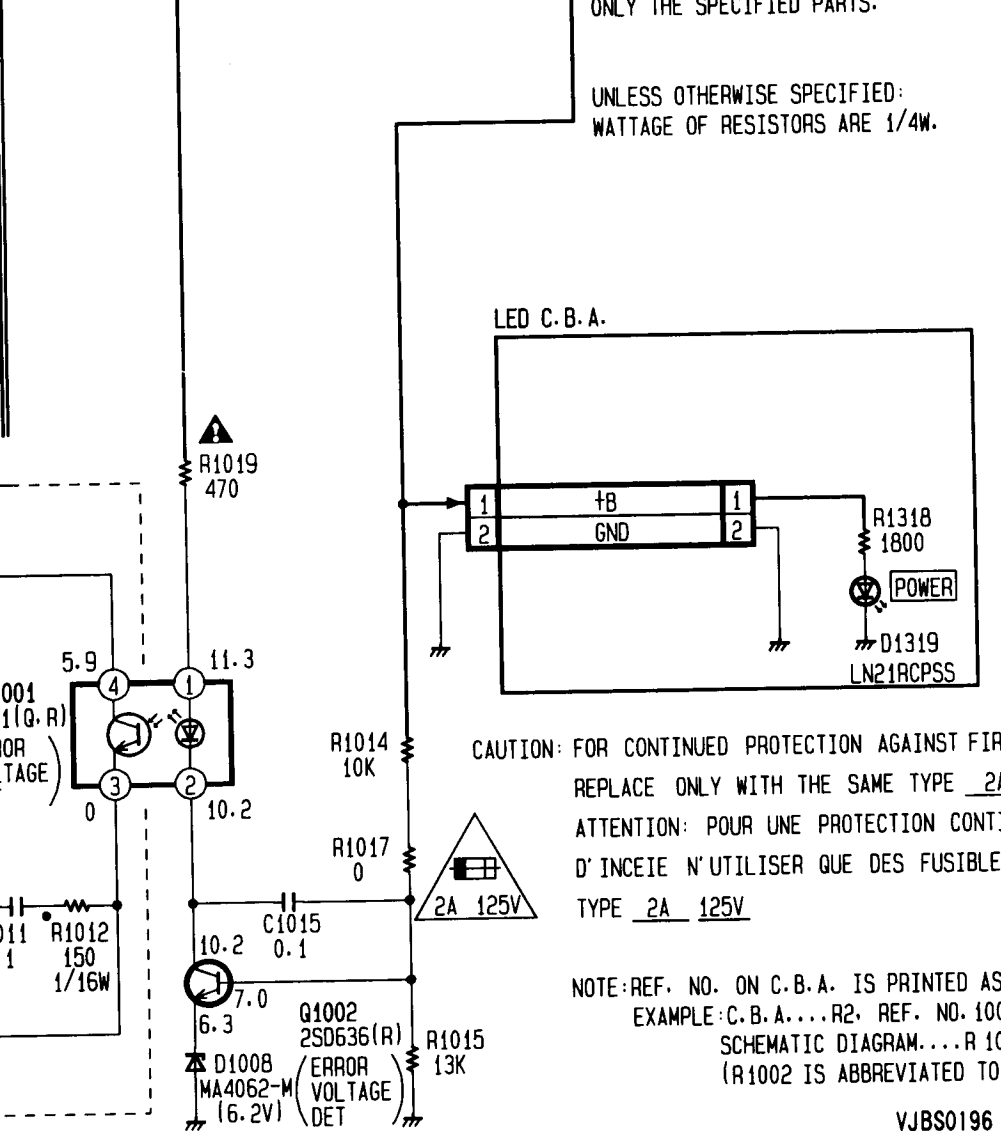 ONLY THE SPECIFIED PARTS.
UNLESS OTHERWISE SPECIFIED:
WATTAGE OF RESISTORS ARE 1/4W.
LED C.B.A.
R1019
470
1
+B
1
2
GND
2
R1318
1800
POWER
D1319
LN21RCPSS
5.9
11.3
4
1
001
1(Q,R)
TAGE
3
2
0
10.2
R1014
10K
R1017
0
CAUTION: FOR CONTINUED PROTECTION AGAINST
REPLACE ONLY WITH THE SAME TYPE
ATTENTION: POUR UNE PROTECTION
D'INCEIE N'UTILISER QUE DES FUSIBLE
TYPE 2A 125V
2A 125V
C1015
0.1
011
1
R1012
150
1/16W
10.2
7.0
6.3
Q1002
2SD636(R)
ERROR
VOLTAGE
DET
D1008
MA4062-M
(6.2V)
R1015
13K
NOTE:REF. NO. ON C.B.A. IS PRINTED AS
EXAMPLE:C.B.A....R2, REF. NO.
SCHEMATIC DIAGRAM....R
(R1002 IS ABBREVIATED TO
VJBS0196